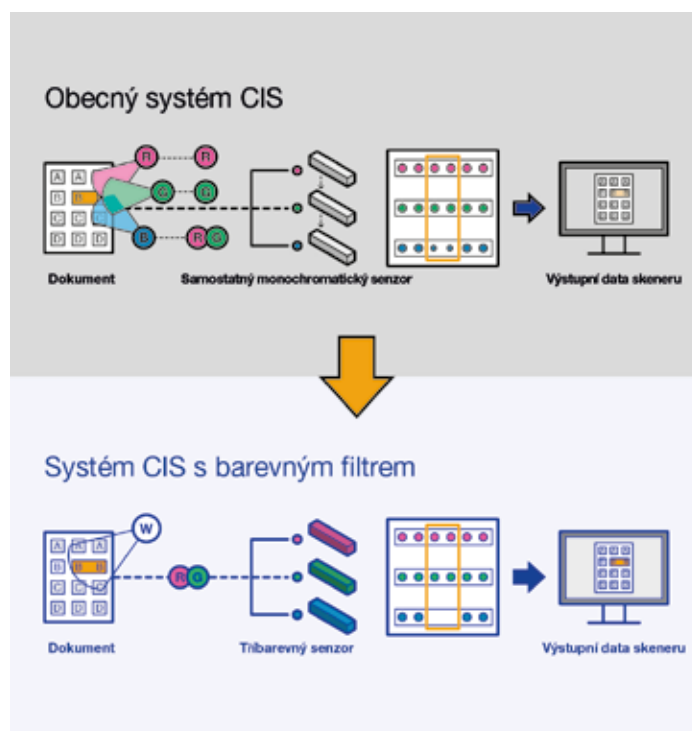 Obecný systém CIS
R R
A A
B B G G
C C C
D D D B R G
Dokument Samostatný monochromatický senzor Výstupní data skeneru
Systém CIS s barevným filtrem
W
A A A
B B B
C C C R G
D D D
Dokument Tříbarevný senzor Výstupní data skeneru